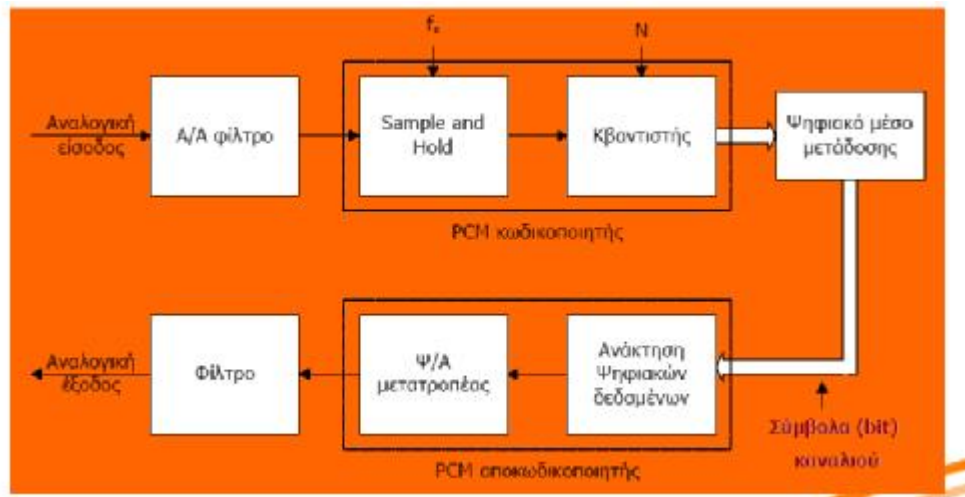 fₛ
N
Αναλογική
είσοδος
Α/Α φίλτρο
Sample and
Hold
Κβαντιστής
Ψηφιακό μέσο
μετάδοσης
PCM κωδικοποιητής
Αναλογική
έξοδος
Φίλτρο
Ψ/Α
μετατροπέας
Ανάκτηση
Ψηφιακών
δεδομένων
Σύμβολα (bit)
καναλιού
PCM αποκωδικοποιητής